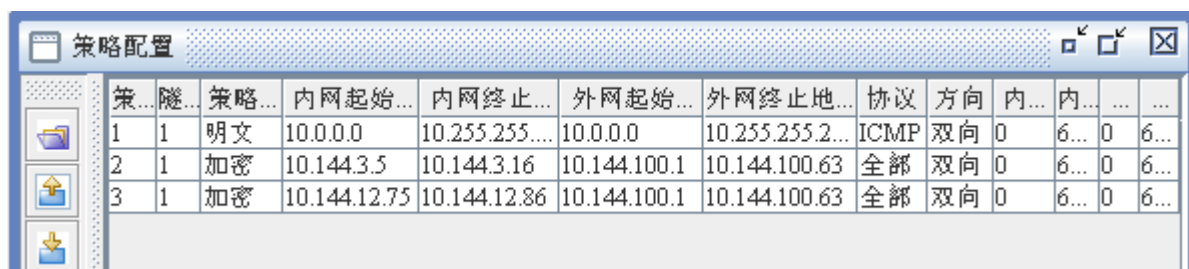 策略配置
策... 隧... 策略... 内网起始... 内网终止... 外网起始... 外网终止地... 协议 方向 内... 内... ... ...
1 1 明文 10.0.0.0 10.255.255.... 10.0.0.0 10.255.255.2... ICMP 双向 0 6... 0 6...
2 1 加密 10.144.3.5 10.144.3.16 10.144.100.1 10.144.100.63 全部 双向 0 6... 0 6...
3 1 加密 10.144.12.75 10.144.12.86 10.144.100.1 10.144.100.63 全部 双向 0 6... 0 6...